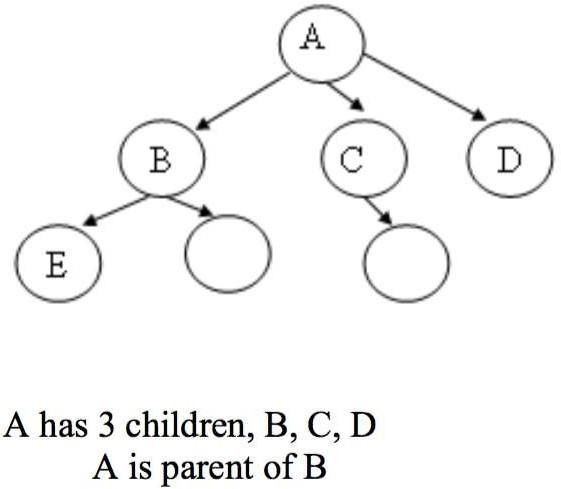 A
B
C
D
E
A has 3 children, B, C, D
A is parent of B